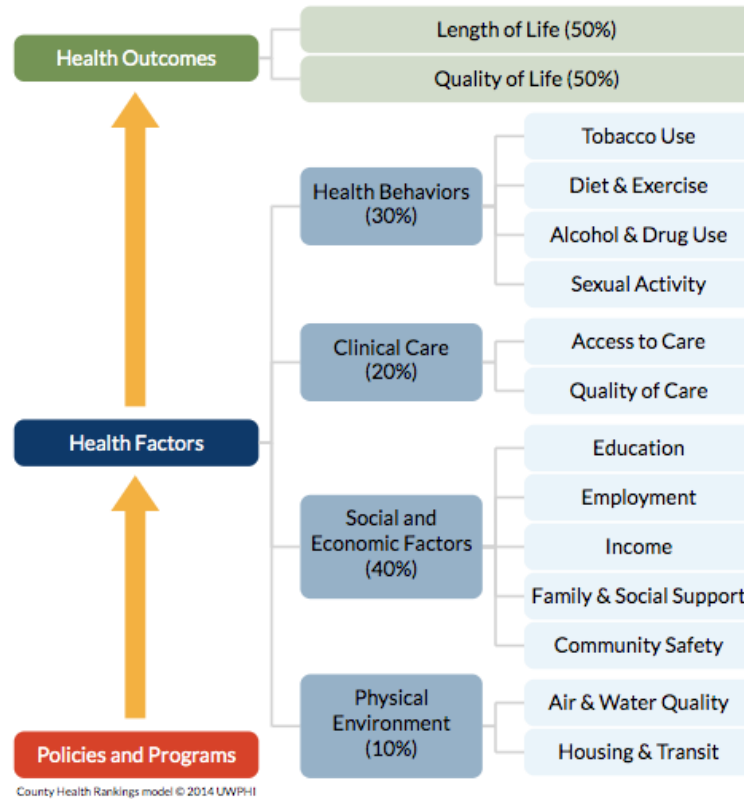 Health Outcomes
Length of Life (50%)
Quality of Life (50%)
Health Factors
Health Behaviors
(30%)
Tobacco Use
Diet & Exercise
Alcohol & Drug Use
Sexual Activity
Clinical Care
(20%)
Access to Care
Quality of Care
Social and
Economic Factors
(40%)
Education
Employment
Income
Family & Social Support
Community Safety
Physical
Environment
(10%)
Air & Water Quality
Housing & Transit
Policies and Programs
County Health Rankings model © 2014 UWPHI